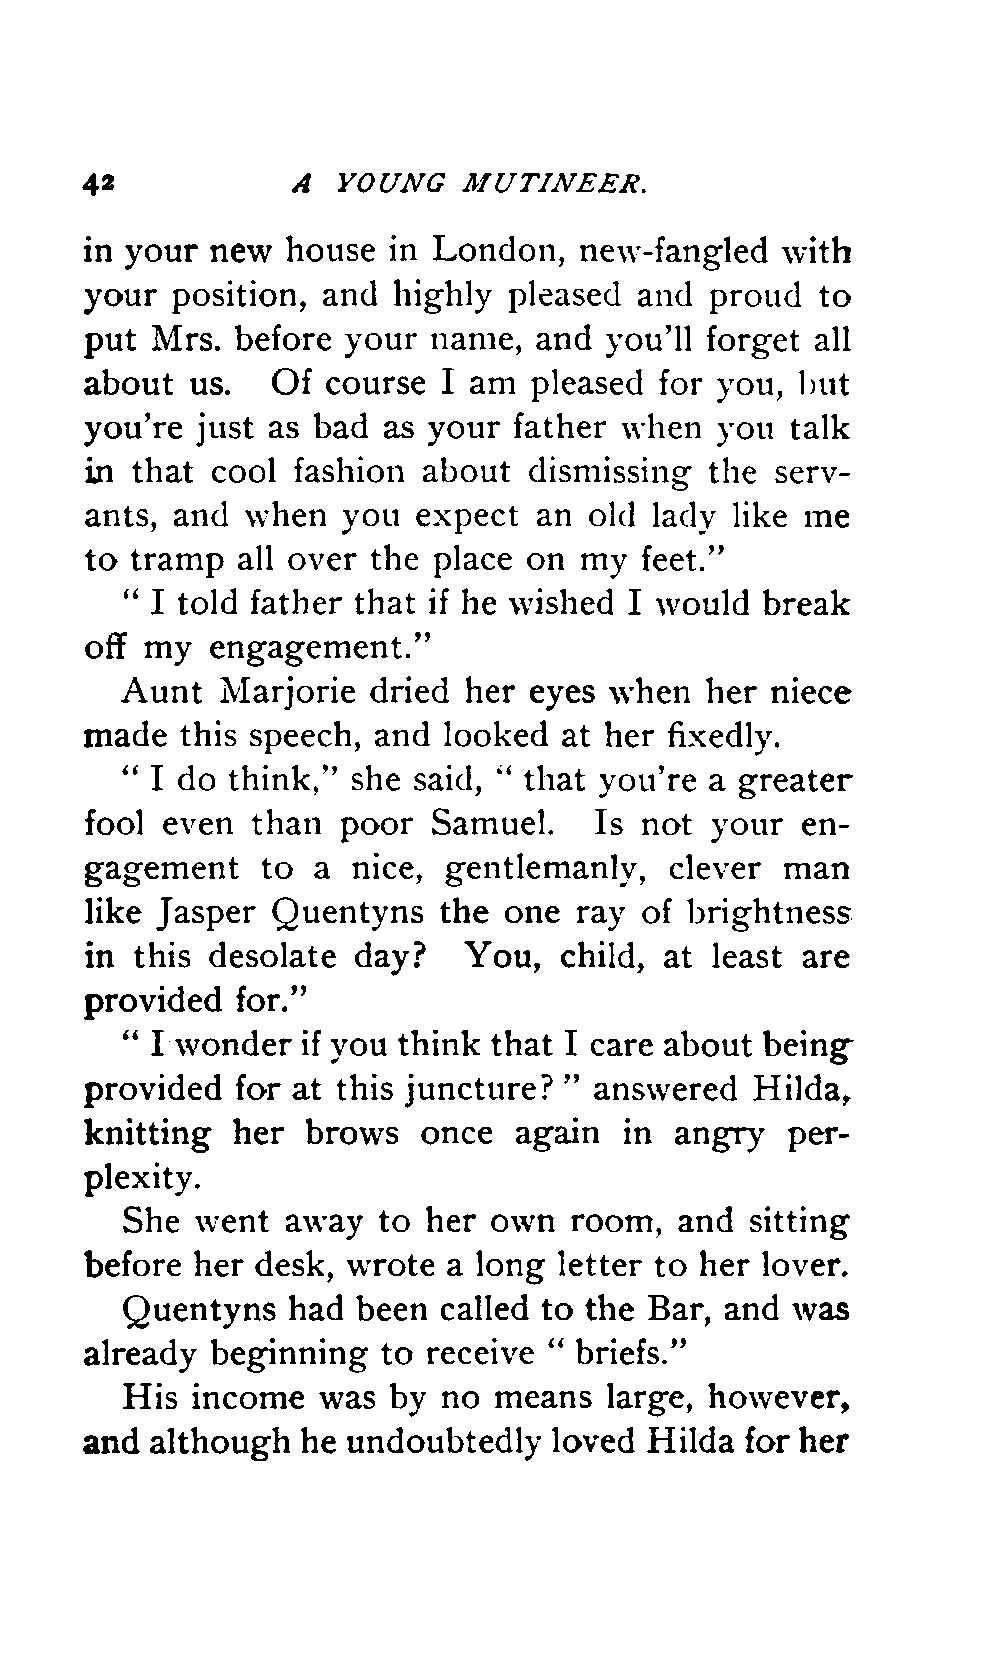 42 A YOUNG MUTINEER.
in your new house in London, new-fangled with
your position, and highly pleased and proud to
put Mrs. before your name, and you'll forget all
about us. Of course I am pleased for you, but
you're just as bad as your father when you talk
in that cool fashion about dismissing the serv-
ants, and when you expect an old lady like me
to tramp all over the place on my feet."
" I told father that if he wished I would break
off my engagement."
Aunt Marjorie dried her eyes when her niece
made this speech, and looked at her fixedly.
" I do think," she said, " that you're a greater
fool even than poor Samuel. Is not your en-
gagement to a nice, gentlemanly, clever man
like Jasper Quentyns the one ray of brightness
in this desolate day? You, child, at least are
provided for."
" I wonder if you think that I care about being
provided for at this juncture? " answered Hilda,
knitting her brows once again in angry per-
plexity.
She went away to her own room, and sitting
before her desk, wrote a long letter to her lover.
Quentyns had been called to the Bar, and was
already beginning to receive " briefs."
His income was by no means large, however,
and although he undoubtedly loved Hilda for her